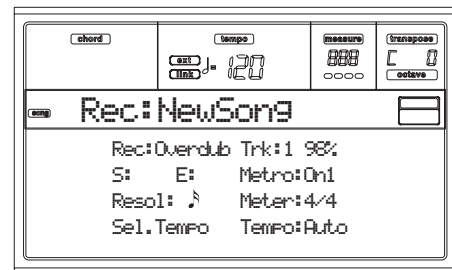 chord tempo measure transpose
ext ♩= 120 888 C 0
link octave
song Rec:NewSong
Rec:Overdub Trk:1 98%
S: E: Metro:On1
Resol: ♪ Meter:4/4
Sel.Tempo Tempo:Auto